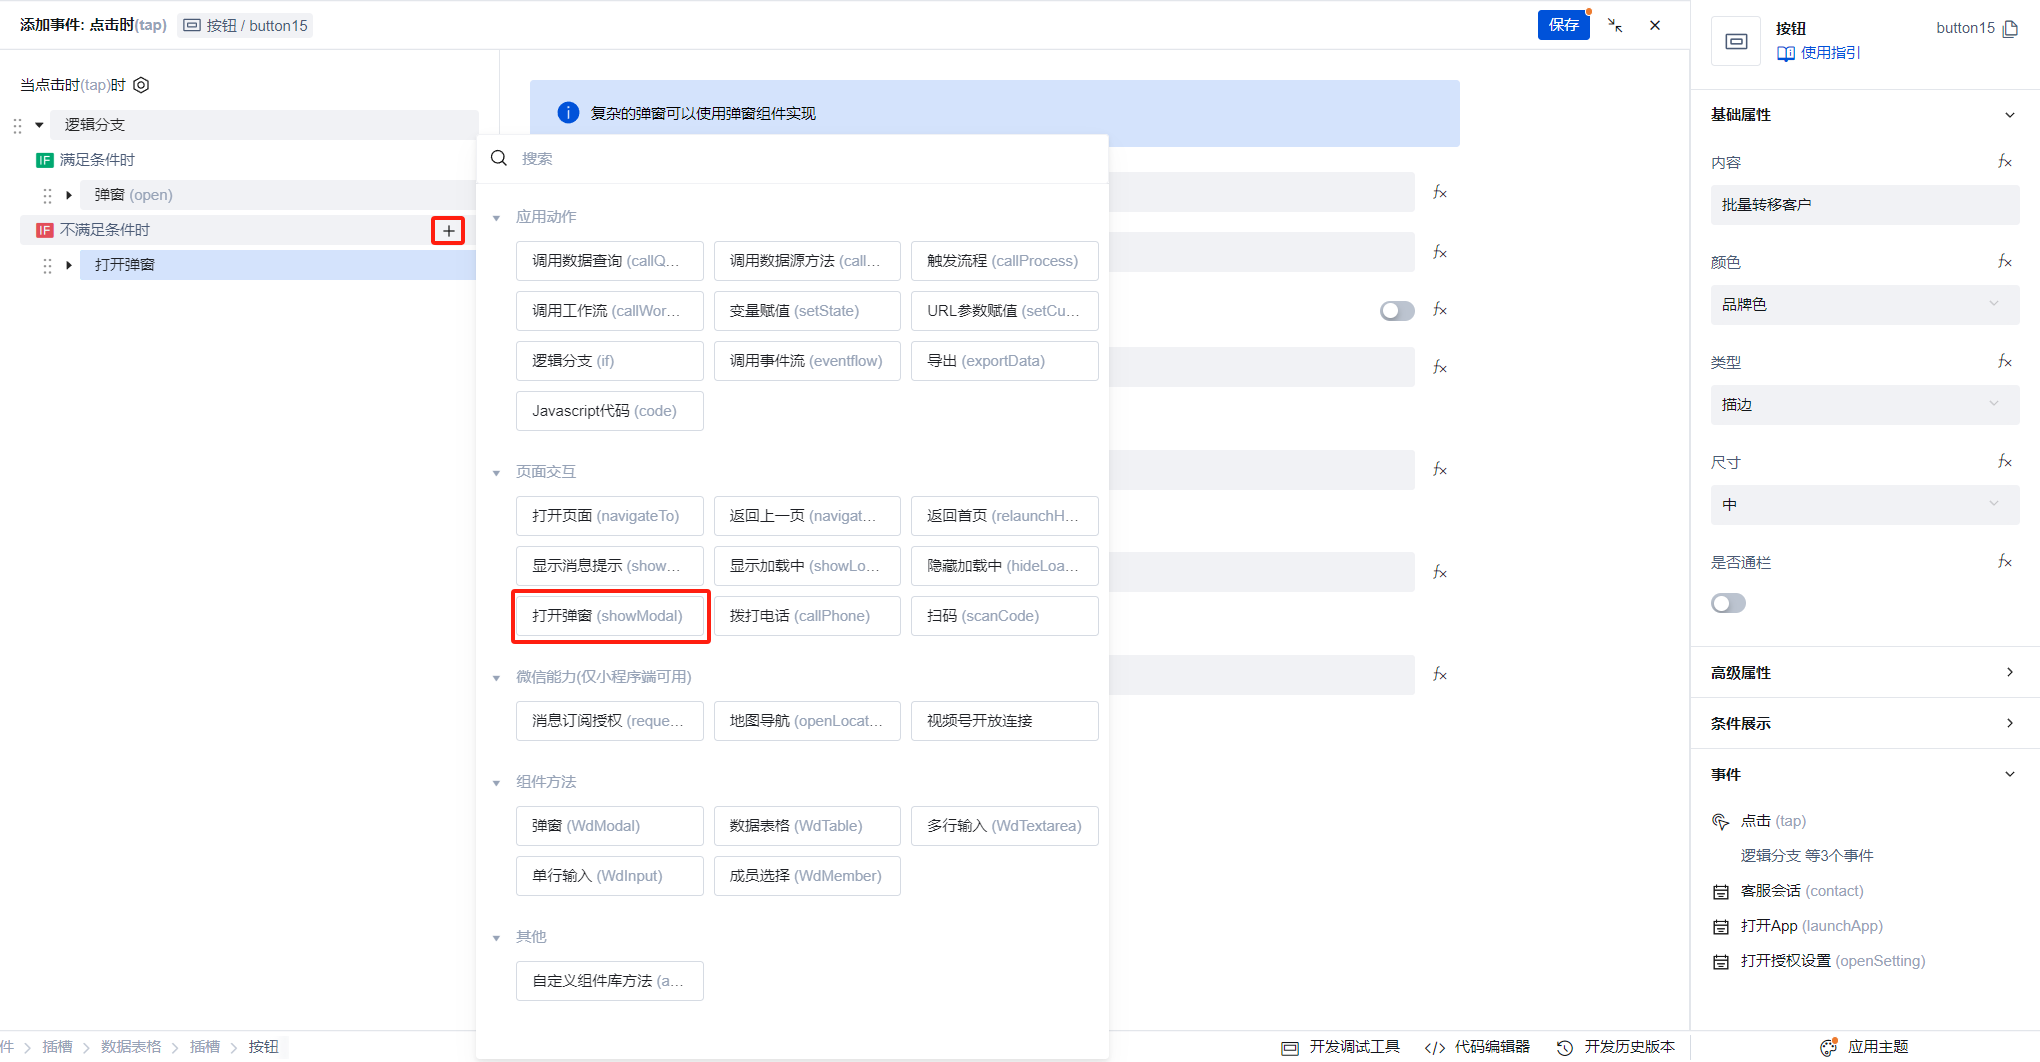 添加事件: 点击时(tap) 按钮 / button15
保存
当点击时(tap)时
逻辑分支
IF 满足条件时
弹窗 (open)
IF 不满足条件时
打开弹窗
复杂的弹窗可以使用弹窗组件实现
搜索
应用动作
调用数据查询 (callQ...
调用数据源方法 (call...
触发流程 (callProcess)
调用工作流 (callWor...
变量赋值 (setState)
URL参数赋值 (setCu...
逻辑分支 (if)
调用事件流 (eventflow)
导出 (exportData)
Javascript代码 (code)
页面交互
打开页面 (navigateTo)
返回上一页 (navigat...
返回首页 (relaunchH...
显示消息提示 (show...
显示加载中 (showLo...
隐藏加载中 (hideLoa...
打开弹窗 (showModal)
拨打电话 (callPhone)
扫码 (scanCode)
微信能力(仅小程序端可用)
消息订阅授权 (reque...
地图导航 (openLocat...
视频号开放连接
组件方法
弹窗 (WdModal)
数据表格 (WdTable)
多行输入 (WdTextarea)
单行输入 (WdInput)
成员选择 (WdMember)
其他
自定义组件库方法 (a...
fx
fx
fx
fx
fx
fx
fx
按钮
button15
使用指引
基础属性
内容 fx
批量转移客户
颜色 fx
品牌色
类型 fx
描边
尺寸 fx
中
是否通栏 fx
高级属性
条件展示
事件
点击 (tap)
逻辑分支 等3个事件
客服会话 (contact)
打开App (launchApp)
打开授权设置 (openSetting)
件 > 插槽 > 数据表格 > 插槽 > 按钮
开发调试工具
代码编辑器
开发历史版本
应用主题